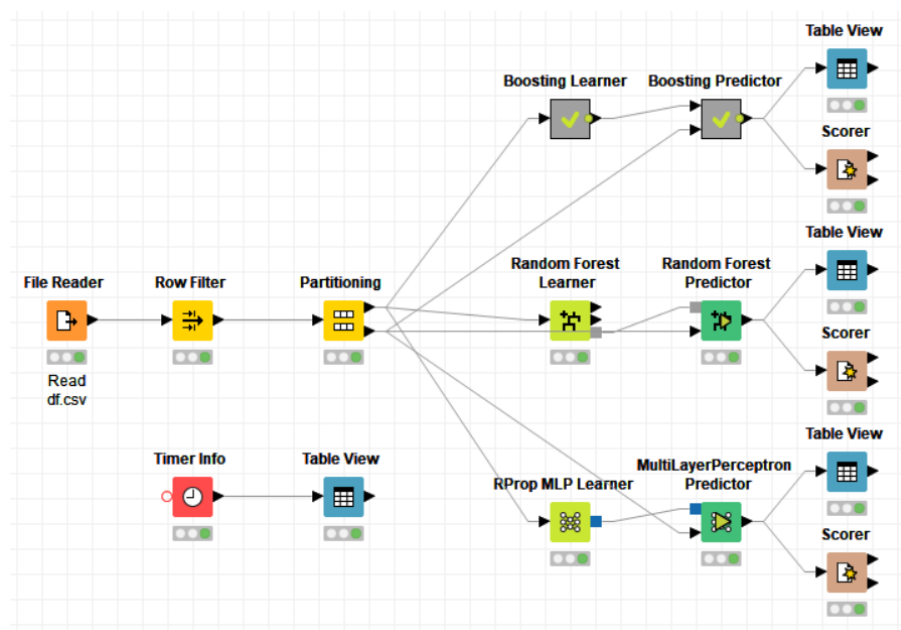 Table View
Boosting Learner
Boosting Predictor
Scorer
Table View
File Reader
Row Filter
Partitioning
Random Forest
Learner
Random Forest
Predictor
Scorer
Read
df.csv
Table View
Timer Info
Table View
RProp MLP Learner
MultiLayerPerceptron
Predictor
Scorer